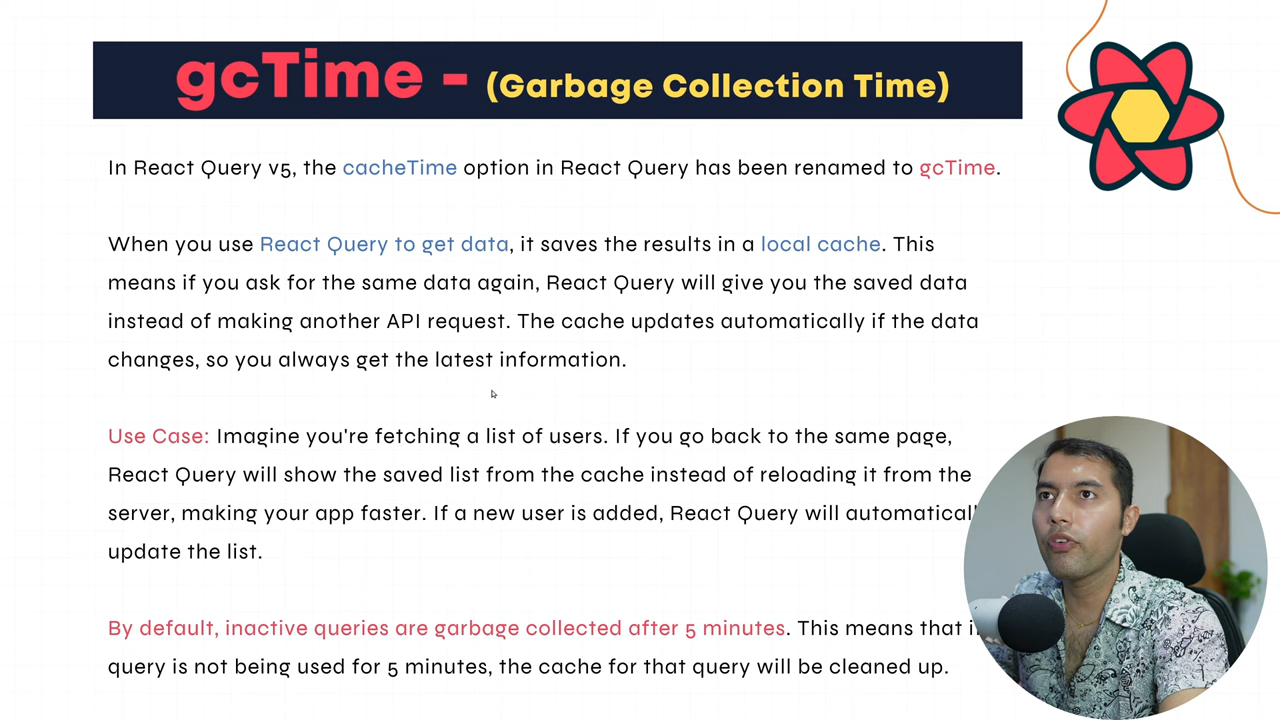 gcTime - (Garbage Collection Time)
In React Query v5, the cacheTime option in React Query has been renamed to gcTime.
When you use React Query to get data, it saves the results in a local cache. This
means if you ask for the same data again, React Query will give you the saved data
instead of making another API request. The cache updates automatically if the data
changes, so you always get the latest information.
Use Case: Imagine you're fetching a list of users. If you go back to the same page,
React Query will show the saved list from the cache instead of reloading it from the
server, making your app faster. If a new user is added, React Query will
update the list.
By default, inactive queries are garbage collected after 5 minutes. This means that
query is not being used for 5 minutes, the cache for that query will be cleaned up.